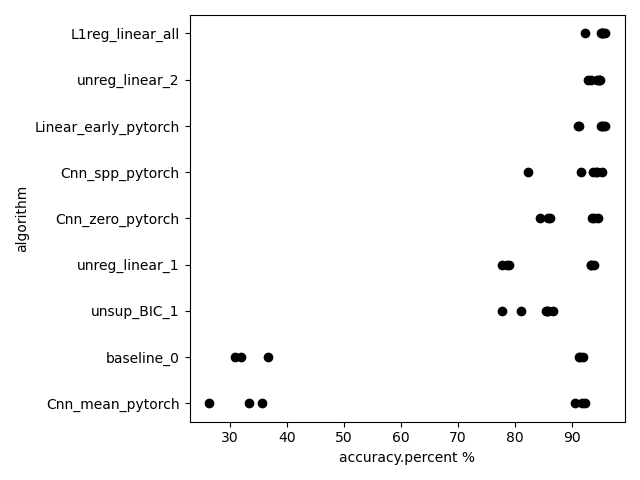 L1reg_linear_all
unreg_linear_2
Linear_early_pytorch
Cnn_spp_pytorch
Cnn_zero_pytorch
unreg_linear_1
unsup_BIC_1
baseline_0
Cnn_mean_pytorch
algorithm
30 40 50 60 70 80 90
accuracy.percent %